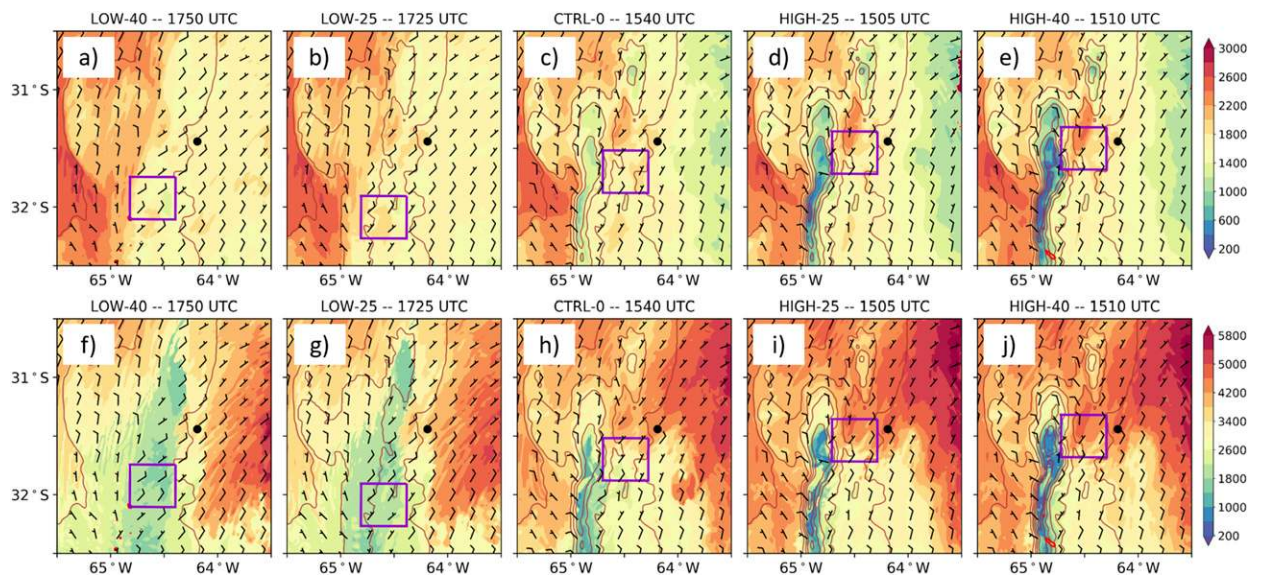 LOW-40 -- 1750 UTC LOW-25 -- 1725 UTC CTRL-0 -- 1540 UTC HIGH-25 -- 1505 UTC HIGH-40 -- 1510 UTC
a) b) c) d) e)
31°S
32°S
65°W 64°W 65°W 64°W 65°W 64°W 65°W 64°W 65°W 64°W
3000
2600
2200
1800
1400
1000
600
200
LOW-40 -- 1750 UTC LOW-25 -- 1725 UTC CTRL-0 -- 1540 UTC HIGH-25 -- 1505 UTC HIGH-40 -- 1510 UTC
f) g) h) i) j)
31°S
32°S
65°W 64°W 65°W 64°W 65°W 64°W 65°W 64°W 65°W 64°W
5800
5000
4200
3400
2600
1800
1000
200